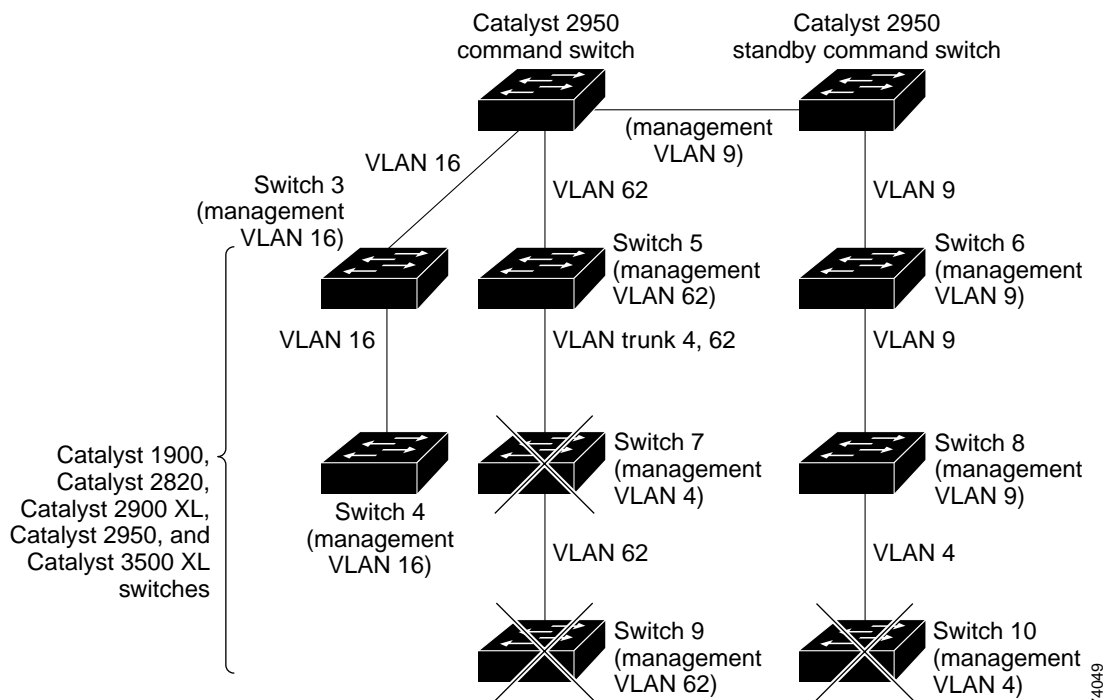 Catalyst 2950
command switch
Catalyst 2950
standby command switch
(management
VLAN 9)
VLAN 16
VLAN 62
VLAN 9
Switch 3
(management
VLAN 16)
Switch 5
(management
VLAN 62)
Switch 6
(management
VLAN 9)
VLAN 16
VLAN trunk 4, 62
VLAN 9
Catalyst 1900,
Catalyst 2820,
Catalyst 2900 XL,
Catalyst 2950, and
Catalyst 3500 XL
switches
Switch 4
(management
VLAN 16)
Switch 7
(management
VLAN 4)
Switch 8
(management
VLAN 9)
VLAN 62
VLAN 4
Switch 9
(management
VLAN 62)
Switch 10
(management
VLAN 4)